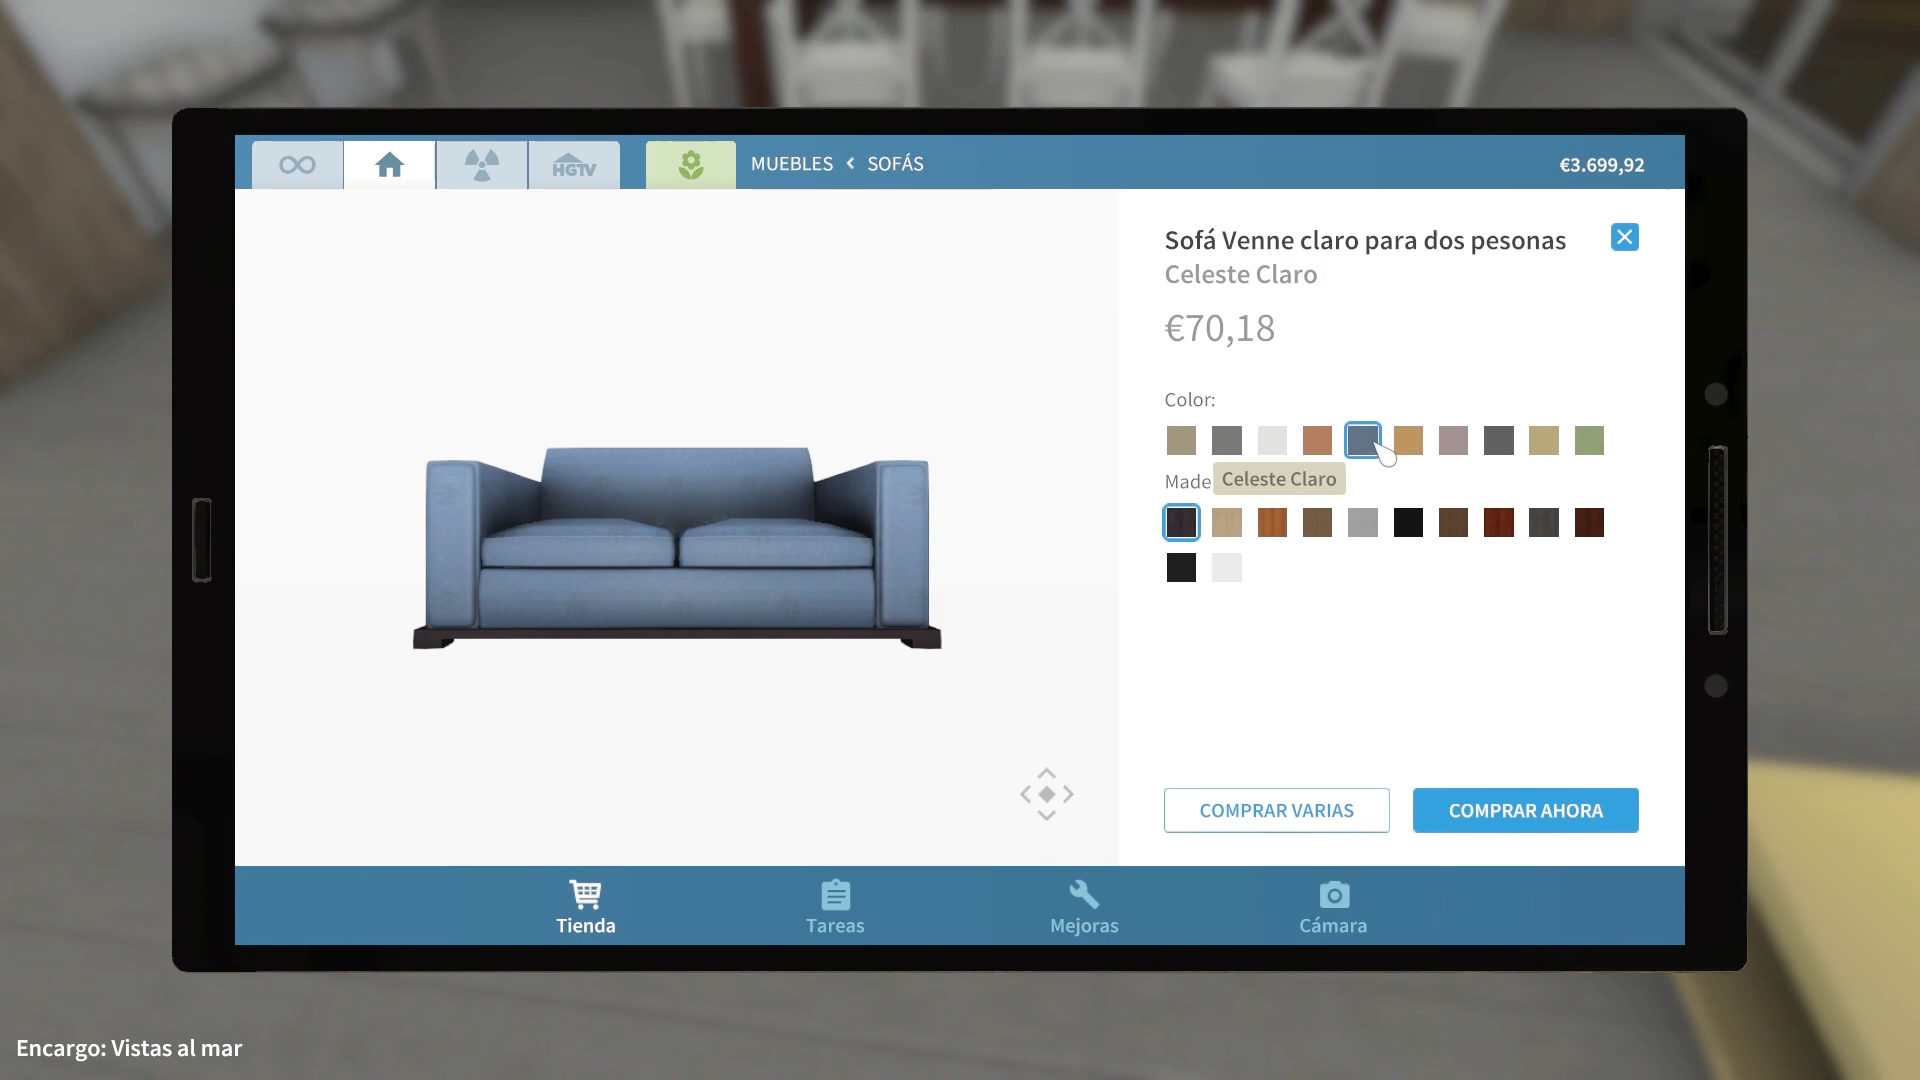 HGTV
MUEBLES < SOFÁS
€3.699,92
Sofá Venne claro para dos pesonas
Celeste Claro
€70,18
Color:
Made
Celeste Claro
COMPRAR VARIAS
COMPRAR AHORA
Tienda
Tareas
Mejoras
Cámara
Encargo: Vistas al mar